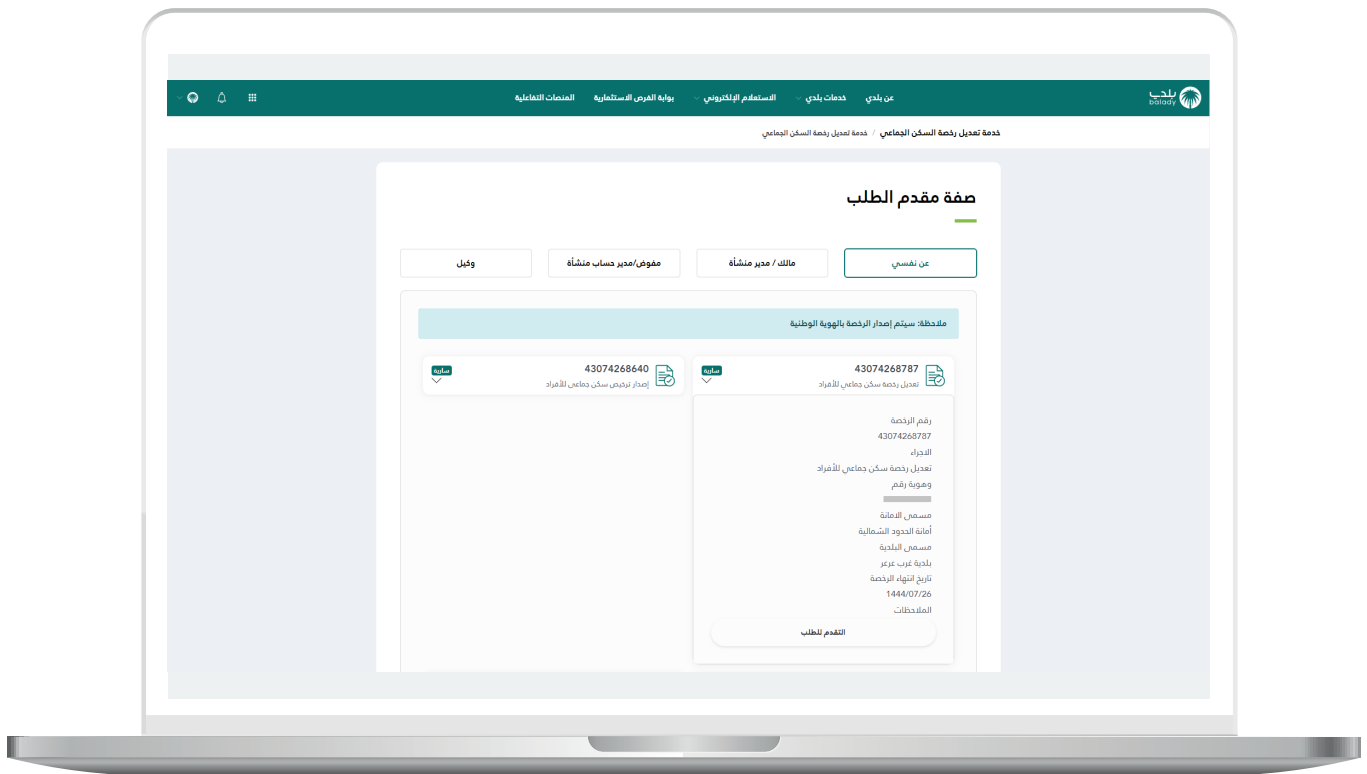 بلدي
balady
عن بلدي
خدمات بلدي
الاستعلام الإلكتروني
بوابة الفرص الاستثمارية
المنصات التفاعلية
خدمة تعديل رخصة السكن الجماعي / خدمة تعديل رخصة السكن الجماعي
صفة مقدم الطلب
عن نفسي
مالك / مدير منشأة
مفوض/مدير حساب منشأة
وكيل
ملاحظة: سيتم إصدار الرخصة بالهوية الوطنية
43074268787
سارية
تعديل رخصة سكن جماعي للأفراد
43074268640
سارية
إصدار ترخيص سكن جماعي للأفراد
رقم الرخصة
43074268787
الاجراء
تعديل رخصة سكن جماعي للأفراد
وهوية رقم
مسمى الامانة
أمانة الحدود الشمالية
مسمى البلدية
بلدية غرب عرعر
تاريخ انتهاء الرخصة
1444/07/26
الملاحظات
التقدم للطلب